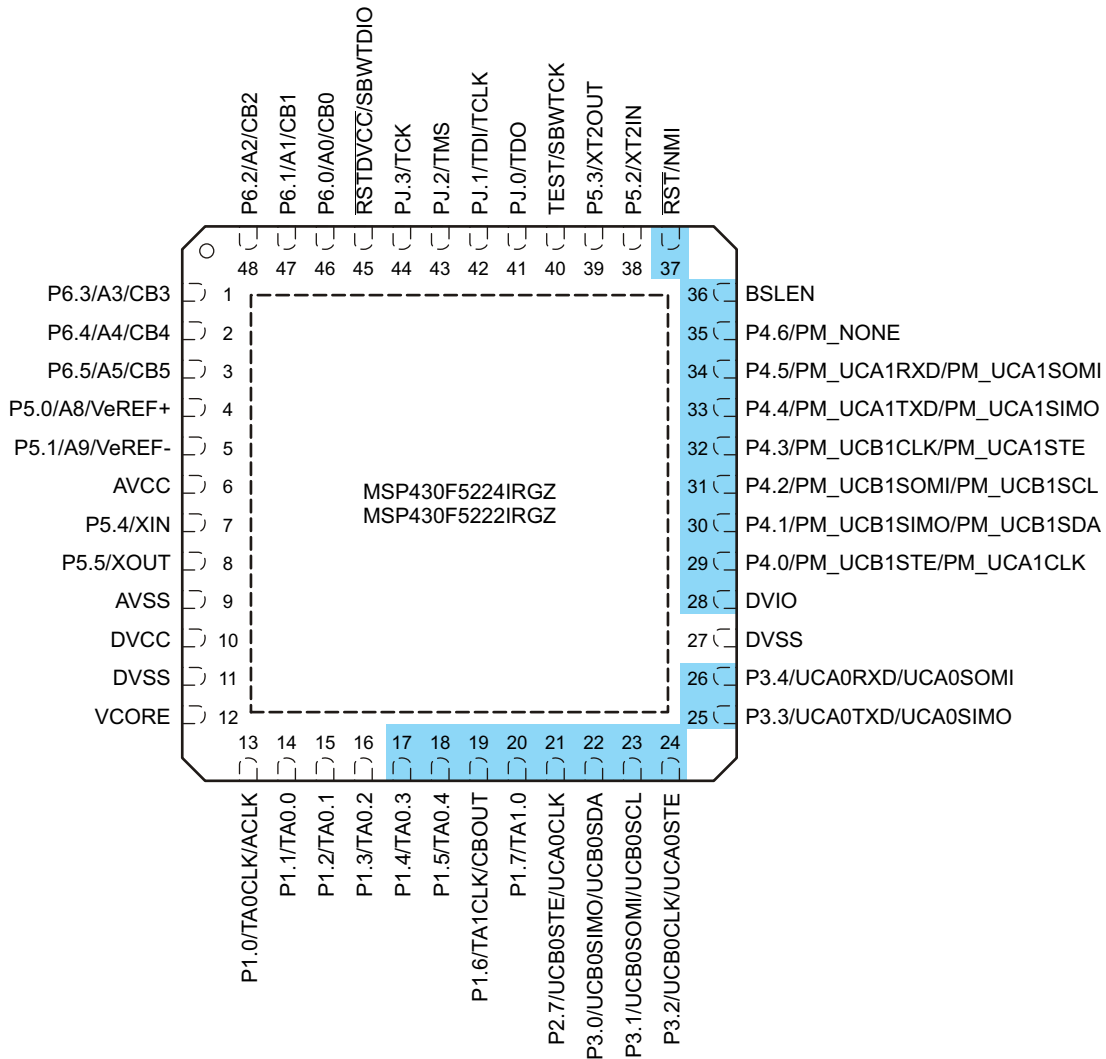 P6.2/A2/CB2
P6.1/A1/CB1
P6.0/A0/CB0
RSTDVCC/SBWTDIO
PJ.3/TCK
PJ.2/TMS
PJ.1/TDI/TCLK
PJ.0/TDO
TEST/SBWTCK
P5.3/XT2OUT
P5.2/XT2IN
RST/NMI
48 47 46 45 44 43 42 41 40 39 38 37
P6.3/A3/CB3 1
P6.4/A4/CB4 2
P6.5/A5/CB5 3
P5.0/A8/VeREF+ 4
P5.1/A9/VeREF- 5
AVCC 6
P5.4/XIN 7
P5.5/XOUT 8
AVSS 9
DVCC 10
DVSS 11
VCORE 12
MSP430F5224IRGZ
MSP430F5222IRGZ
36 BSLEN
35 P4.6/PM_NONE
34 P4.5/PM_UCA1RXD/PM_UCA1SOMI
33 P4.4/PM_UCA1TXD/PM_UCA1SIMO
32 P4.3/PM_UCB1CLK/PM_UCA1STE
31 P4.2/PM_UCB1SOMI/PM_UCB1SCL
30 P4.1/PM_UCB1SIMO/PM_UCB1SDA
29 P4.0/PM_UCB1STE/PM_UCA1CLK
28 DVIO
27 DVSS
26 P3.4/UCA0RXD/UCA0SOMI
25 P3.3/UCA0TXD/UCA0SIMO
13 14 15 16 17 18 19 20 21 22 23 24
P1.0/TA0CLK/ACLK
P1.1/TA0.0
P1.2/TA0.1
P1.3/TA0.2
P1.4/TA0.3
P1.5/TA0.4
P1.6/TA1CLK/CBOUT
P1.7/TA1.0
P2.7/UCB0STE/UCA0CLK
P3.0/UCB0SIMO/UCB0SDA
P3.1/UCB0SOMI/UCB0SCL
P3.2/UCB0CLK/UCA0STE